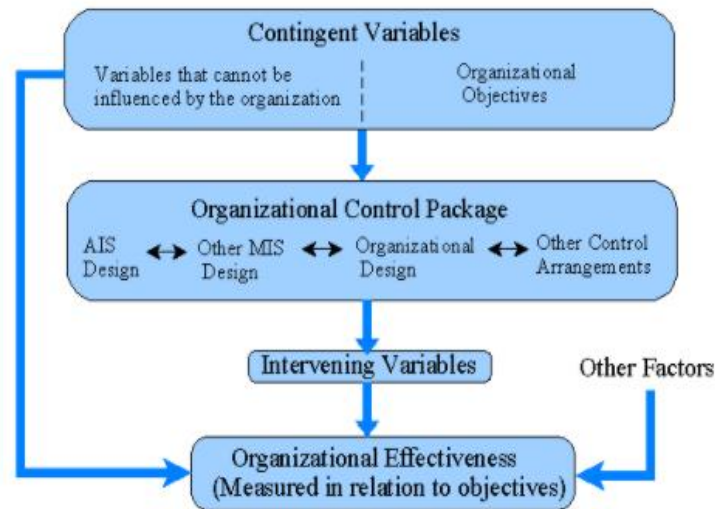 Contingent Variables
Variables that cannot be
influenced by the organization
Organizational
Objectives
Organizational Control Package
AIS
Design
Other MIS
Design
Organizational
Design
Other Control
Arrangements
Intervening Variables
Other Factors
Organizational Effectiveness
(Measured in relation to objectives)